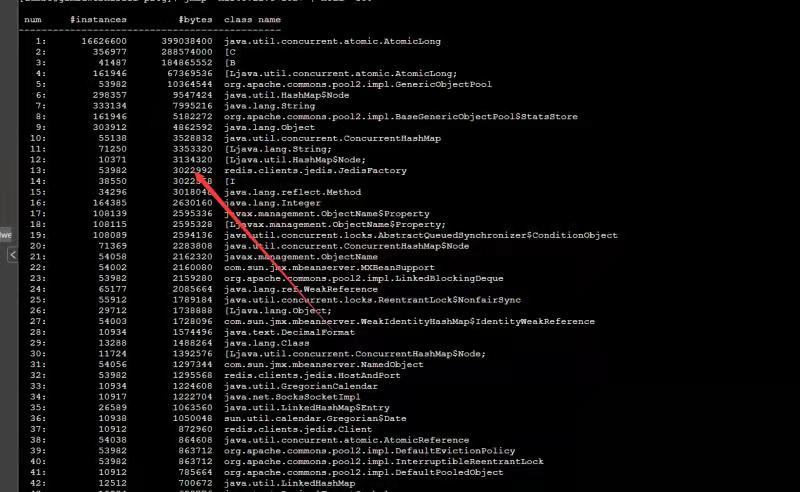 num #instances #bytes class name
1: 16626600 399038400 java.util.concurrent.atomic.AtomicLong
2: 356977 288574000 [C
3: 41487 184865552 [B
4: 161946 67369536 [Ljava.util.concurrent.atomic.AtomicLong;
5: 53982 10364544 org.apache.commons.pool2.impl.GenericObjectPool
6: 298357 9547424 java.util.HashMap$Node
7: 333134 7995216 java.lang.String
8: 161946 5182272 org.apache.commons.pool2.impl.BaseGenericObjectPool$StatsStore
9: 303912 4862592 java.lang.Object
10: 55138 3528832 java.util.concurrent.ConcurrentHashMap
11: 71250 3353320 [Ljava.lang.String;
12: 10371 3134320 [Ljava.util.HashMap$Node;
13: 53982 3022992 redis.clients.jedis.JedisFactory
14: 38550 [I
15: 34296 3018048 java.lang.reflect.Method
16: 164385 2630160 java.lang.Integer
17: 108139 2595336 javax.management.ObjectName$Property
18: 108115 2595328 [Ljavax.management.ObjectName$Property;
19: 108089 2594136 java.util.concurrent.locks.AbstractQueuedSynchronizer$ConditionObject
20: 71369 2283808 java.util.concurrent.ConcurrentHashMap$Node
21: 54058 2162320 javax.management.ObjectName
22: 54002 2160080 com.sun.jmx.mbeanserver.MXBeanSupport
23: 53982 2159280 org.apache.commons.pool2.impl.LinkedBlockingDeque
24: 65177 2085664 java.lang.ref.WeakReference
25: 55912 1789184 java.util.concurrent.locks.ReentrantLock$NonfairSync
26: 29712 1738888 [Ljava.lang.Object;
27: 54003 1728096 com.sun.jmx.mbeanserver.WeakIdentityHashMap$IdentityWeakReference
28: 10934 1574496 java.text.DecimalFormat
29: 13288 1488264 java.lang.Class
30: 11724 1392576 [Ljava.util.concurrent.ConcurrentHashMap$Node;
31: 54056 1297344 com.sun.jmx.mbeanserver.NamedObject
32: 53982 1295568 redis.clients.jedis.HostAndPort
33: 10934 1224608 java.util.GregorianCalendar
34: 10917 1222704 java.net.SocksSocketImpl
35: 26589 1063560 java.util.LinkedHashMap$Entry
36: 10938 1050048 sun.util.calendar.Gregorian$Date
37: 10912 872960 redis.clients.jedis.Client
38: 54038 864608 java.util.concurrent.atomic.AtomicReference
39: 53982 863712 org.apache.commons.pool2.impl.DefaultEvictionPolicy
40: 53982 863712 org.apache.commons.pool2.impl.InterruptibleReentrantLock
41: 10912 785664 org.apache.commons.pool2.impl.DefaultPooledObject
42: 12512 700672 java.util.LinkedHashMap